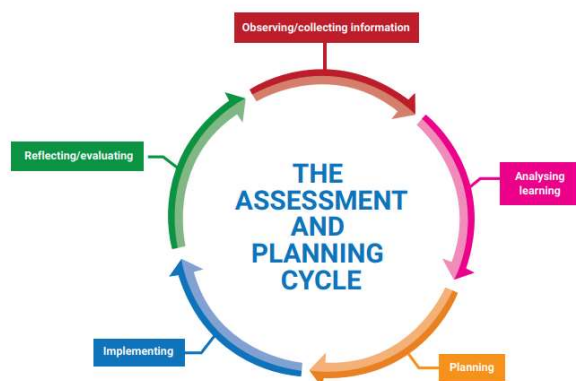 Observing/collecting information
Reflecting/evaluating
THE
ASSESSMENT
AND
PLANNING
CYCLE
Analysing
learning
Implementing
Planning